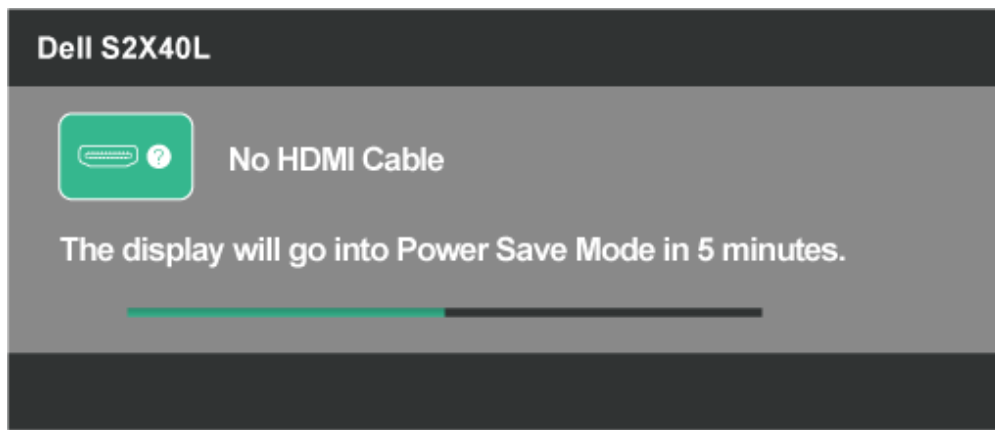 Dell S2X40L
?
No HDMI Cable
The display will go into Power Save Mode in 5 minutes.